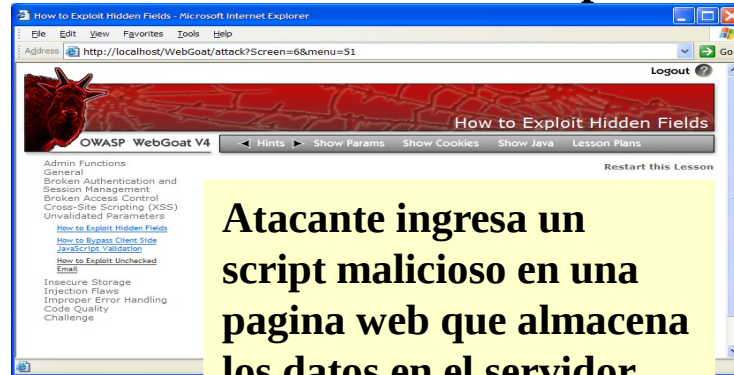 How to Exploit Hidden Fields - Microsoft Internet Explorer
File Edit View Favorites Tools Help
Address http://localhost/WebGoat/attack?Screen=6&menu=51 Go
Logout ?
How to Exploit Hidden Fields
OWASP WebGoat V4 Hints Show Params Show Cookies Show Java Lesson Plans
Restart this Lesson
Admin Functions
General
Broken Authentication and
Session Management
Broken Access Control
Cross-Site Scripting (XSS)
Unvalidated Parameters
How to Exploit Hidden Fields
How to Bypass Client Side
JavaScript Validation
How to Exploit Unchecked
Email
Insecure Storage
Injection Flaws
Improper Error Handling
Code Quality
Challenge
Atacante ingresa un
script malicioso en una
pagina web que almacena
los datos en el servidor